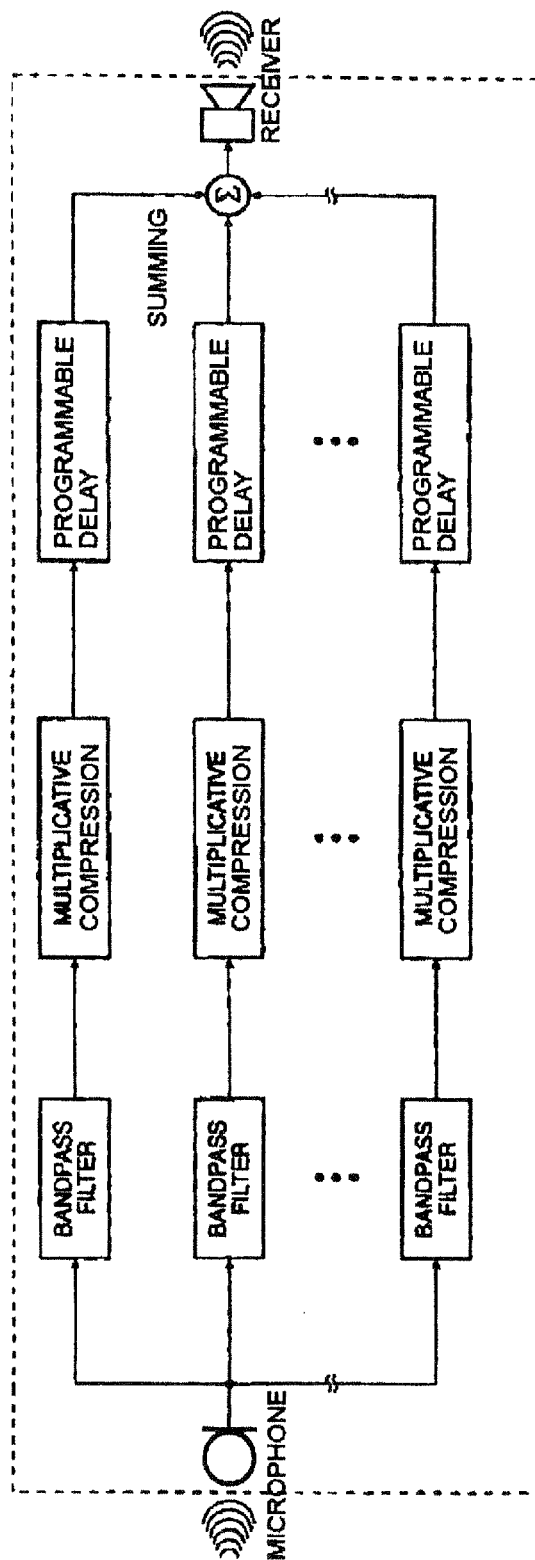 MICROPHONE
BANDPASS
FILTER
MULTIPLICATIVE
COMPRESSION
PROGRAMMABLE
DELAY
BANDPASS
FILTER
MULTIPLICATIVE
COMPRESSION
PROGRAMMABLE
DELAY
SUMMING
Σ
RECEIVER
BANDPASS
FILTER
MULTIPLICATIVE
COMPRESSION
PROGRAMMABLE
DELAY